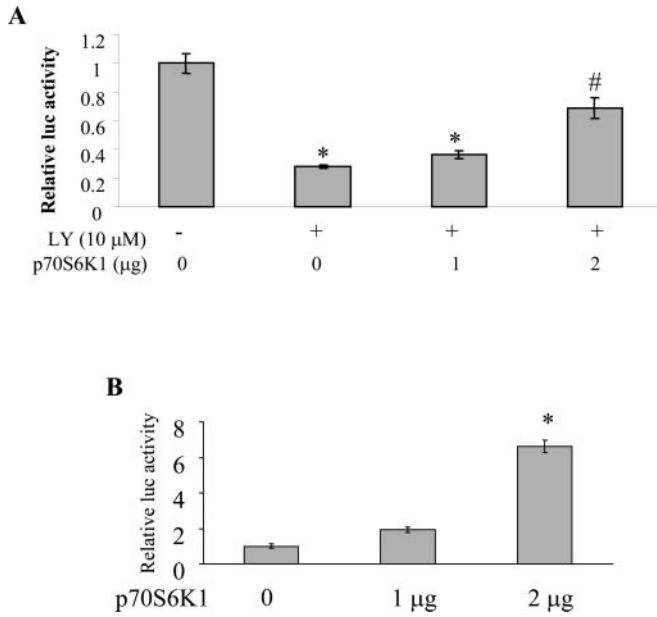 A
Relative luc activity
1.2
1
0.8
0.6
0.4
0.2
0
* * #
LY (10 μM) - + + +
p70S6K1 (μg) 0 0 1 2
B
Relative luc activity
8
6
4
2
0
*
p70S6K1 0 1 μg 2 μg